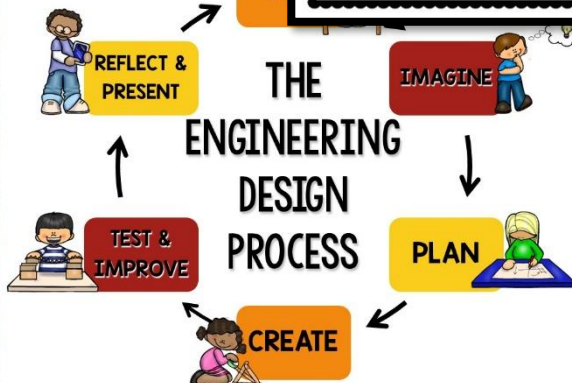 THE
ENGINEERING
DESIGN
PROCESS
IMAGINE
PLAN
CREATE
TEST &
IMPROVE
REFLECT &
PRESENT